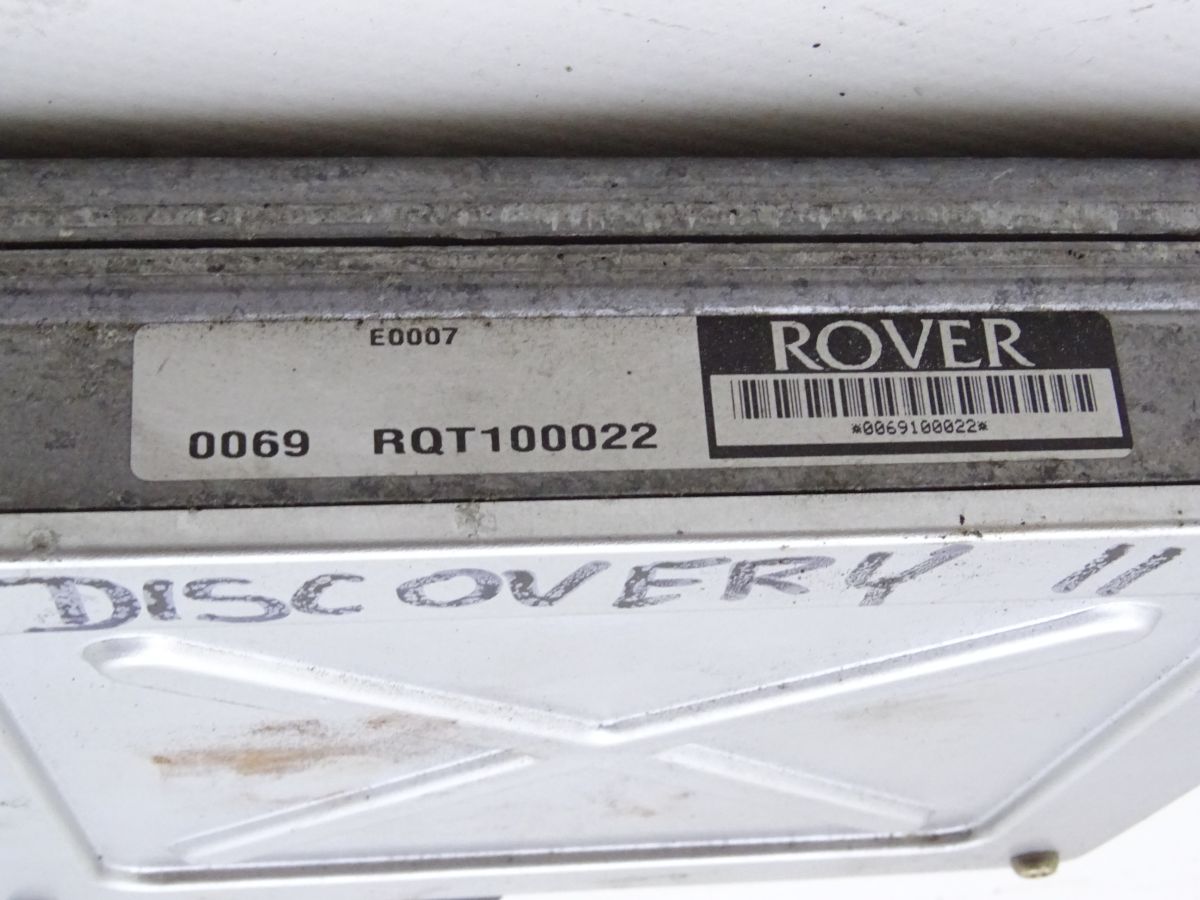 E0007
ROVER
*0069100022*
0069 RQT100022
DISCOVERY II